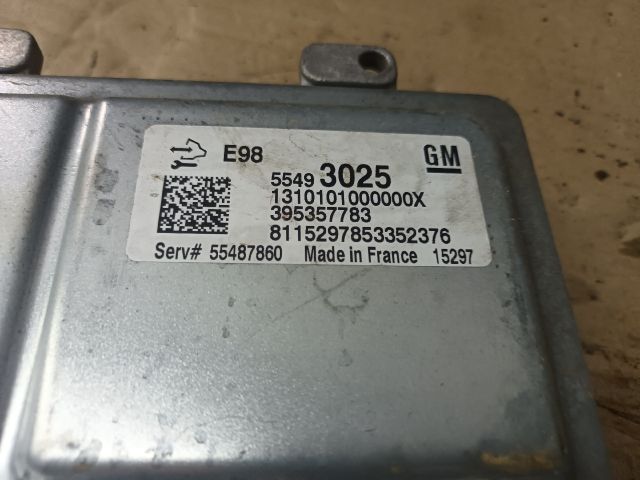 E98 GM
5549 3025
1310101000000X
395357783
8115297853352376
Serv# 55487860 Made in France 15297